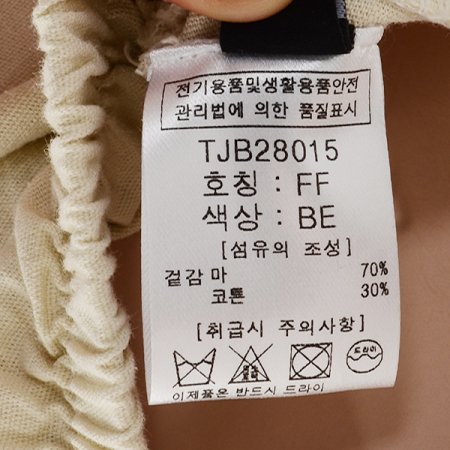 전기용품및생활용품안전
관리법에 의한 품질표시
TJB28015
호칭 : FF
색상 : BE
[섬유의 조성]
겉감 마 70%
코튼 30%
[취급시 주의사항]
드라이
이제품은 반드시 드라이